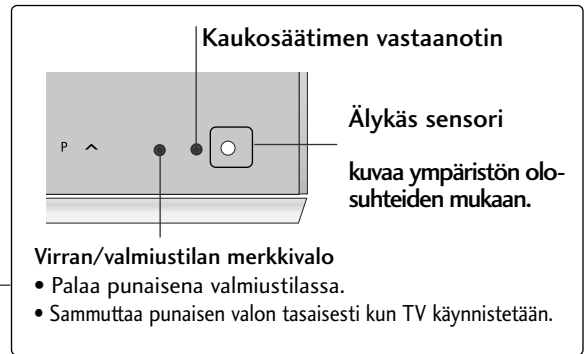 Kaukosäätimen vastaanotin
P ^
Älykäs sensori
kuvaa ympäristön olo-
suhteiden mukaan.
Virran/valmiustilan merkkivalo
• Palaa punaisena valmiustilassa.
• Sammuttaa punaisen valon tasaisesti kun TV käynnistetään.